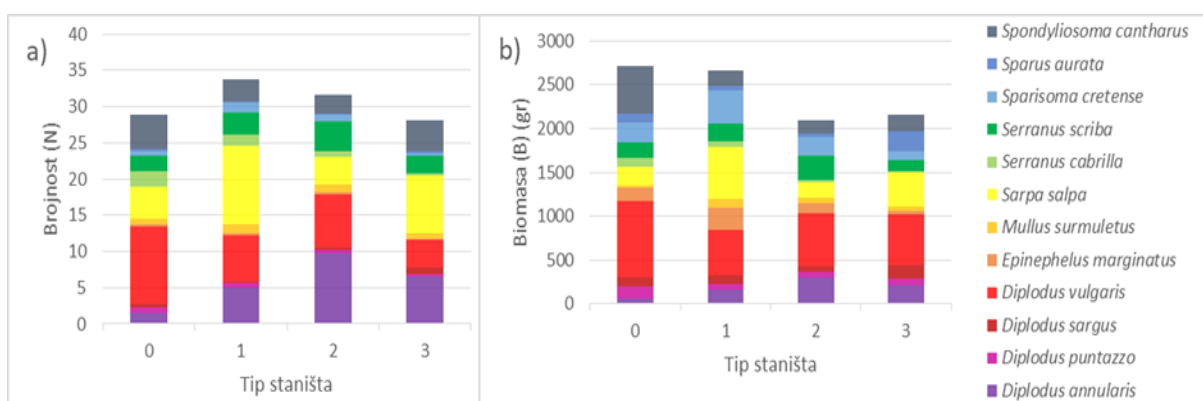 a)
Brojnost (N)
40
35
30
25
20
15
10
5
0
0 1 2 3
Tip staništa
b)
Biomasa (B) (gr)
3000
2500
2000
1500
1000
500
0
0 1 2 3
Tip staništa
Spondyliosoma cantharus
Sparus aurata
Sparisoma cretense
Serranus scriba
Serranus cabrilla
Sarpa salpa
Mullus surmuletus
Epinephelus marginatus
Diplodus vulgaris
Diplodus sargus
Diplodus puntazzo
Diplodus annularis